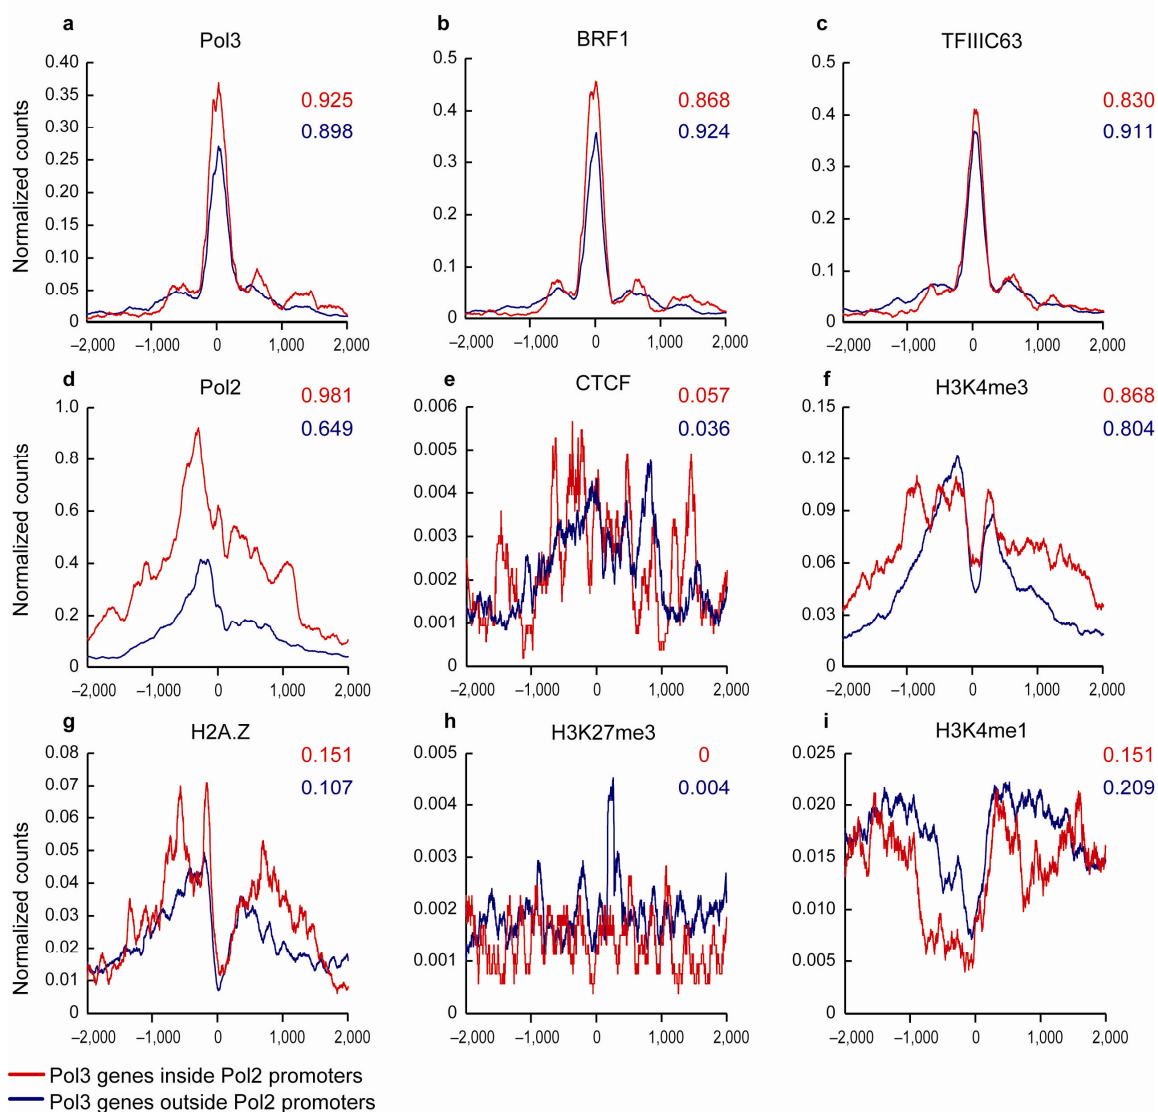 a
Pol3
0.40
0.35
0.30
0.25
0.20
0.15
0.10
0.05
0
Normalized counts
0.925
0.898
–2,000 –1,000 0 1,000 2,000
b
BRF1
0.5
0.4
0.3
0.2
0.1
0
0.868
0.924
–2,000 –1,000 0 1,000 2,000
c
TFIIIC63
0.5
0.4
0.3
0.2
0.1
0
0.830
0.911
–2,000 –1,000 0 1,000 2,000
d
Pol2
1.0
0.8
0.6
0.4
0.2
0
Normalized counts
0.981
0.649
–2,000 –1,000 0 1,000 2,000
e
CTCF
0.006
0.005
0.004
0.003
0.002
0.001
0
0.057
0.036
–2,000 –1,000 0 1,000 2,000
f
H3K4me3
0.15
0.12
0.09
0.06
0.03
0
0.868
0.804
–2,000 –1,000 0 1,000 2,000
g
H2A.Z
0.08
0.07
0.06
0.05
0.04
0.03
0.02
0.01
0
Normalized counts
0.151
0.107
–2,000 –1,000 0 1,000 2,000
h
H3K27me3
0.005
0.004
0.003
0.002
0.001
0
0
0.004
–2,000 –1,000 0 1,000 2,000
i
H3K4me1
0.025
0.020
0.015
0.010
0.005
0
0.151
0.209
–2,000 –1,000 0 1,000 2,000
Pol3 genes inside Pol2 promoters
Pol3 genes outside Pol2 promoters